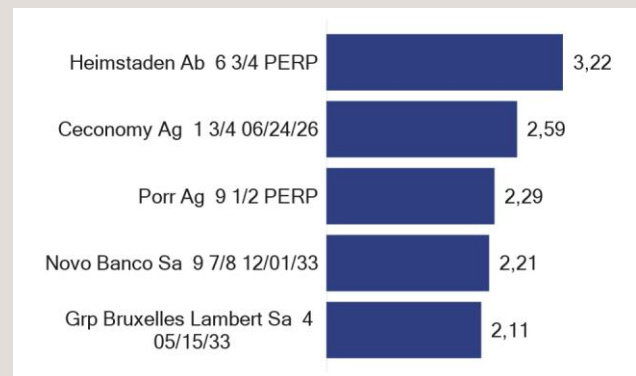 Heimstaden Ab 6 3/4 PERP 3,22
Ceconomy Ag 1 3/4 06/24/26 2,59
Porr Ag 9 1/2 PERP 2,29
Novo Banco Sa 9 7/8 12/01/33 2,21
Grp Bruxelles Lambert Sa 4
05/15/33 2,11